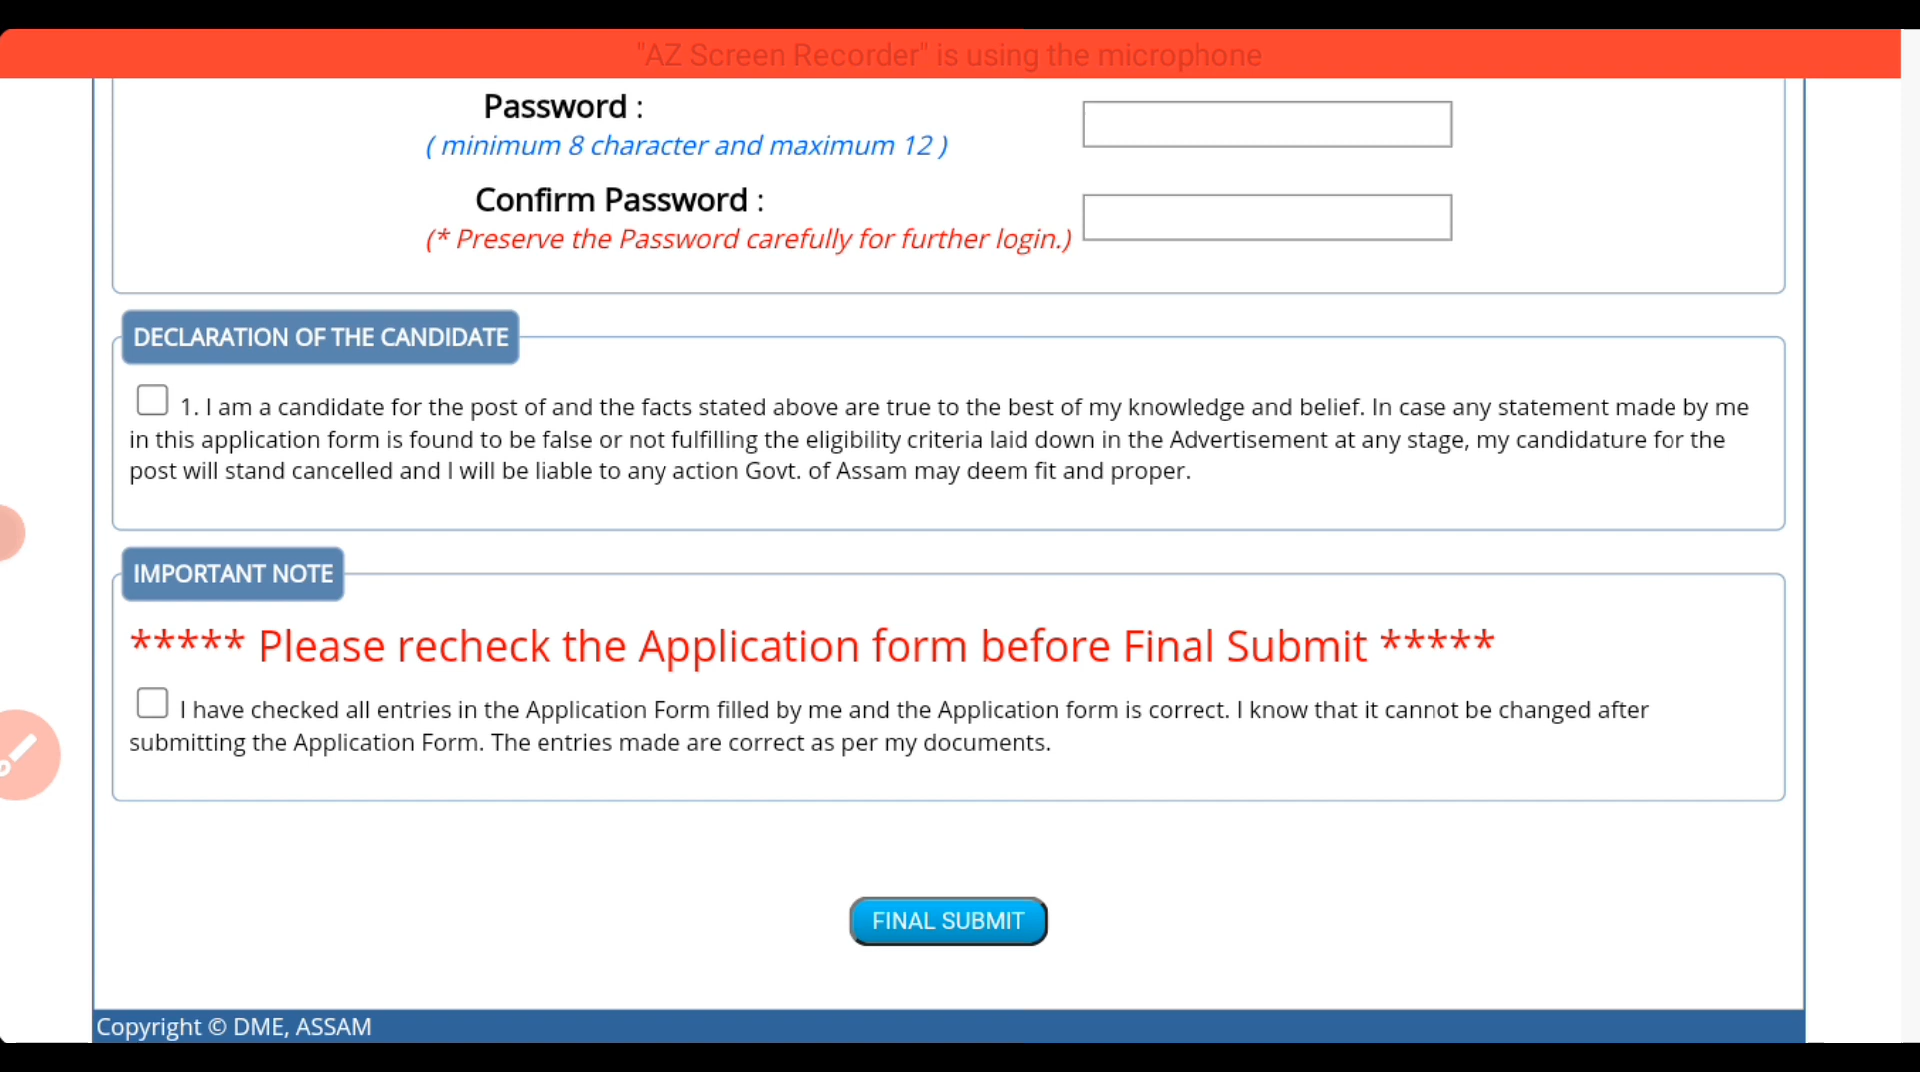 "AZ Screen Recorder" is using the microphone
Password :
( minimum 8 character and maximum 12 )
Confirm Password :
(* Preserve the Password carefully for further login.)
DECLARATION OF THE CANDIDATE
1. I am a candidate for the post of and the facts stated above are true to the best of my knowledge and belief. In case any statement made by me
in this application form is found to be false or not fulfilling the eligibility criteria laid down in the Advertisement at any stage, my candidature for the
post will stand cancelled and I will be liable to any action Govt. of Assam may deem fit and proper.
IMPORTANT NOTE
***** Please recheck the Application form before Final Submit *****
I have checked all entries in the Application Form filled by me and the Application form is correct. I know that it cannot be changed after
submitting the Application Form. The entries made are correct as per my documents.
FINAL SUBMIT
Copyright © DME, ASSAM